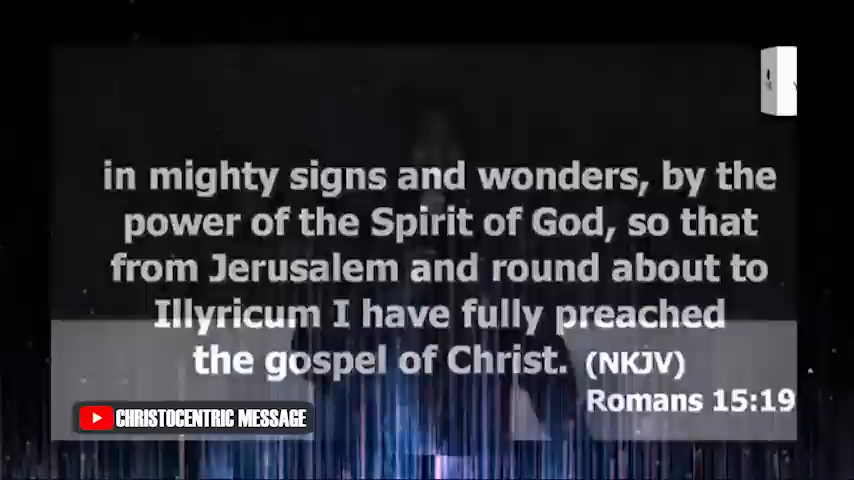 in mighty signs and wonders, by the
power of the Spirit of God, so that
from Jerusalem and round about to
Illyricum I have fully preached
the gospel of Christ. (NKJV)
Romans 15:19
CHRISTOCENTRIC MESSAGE